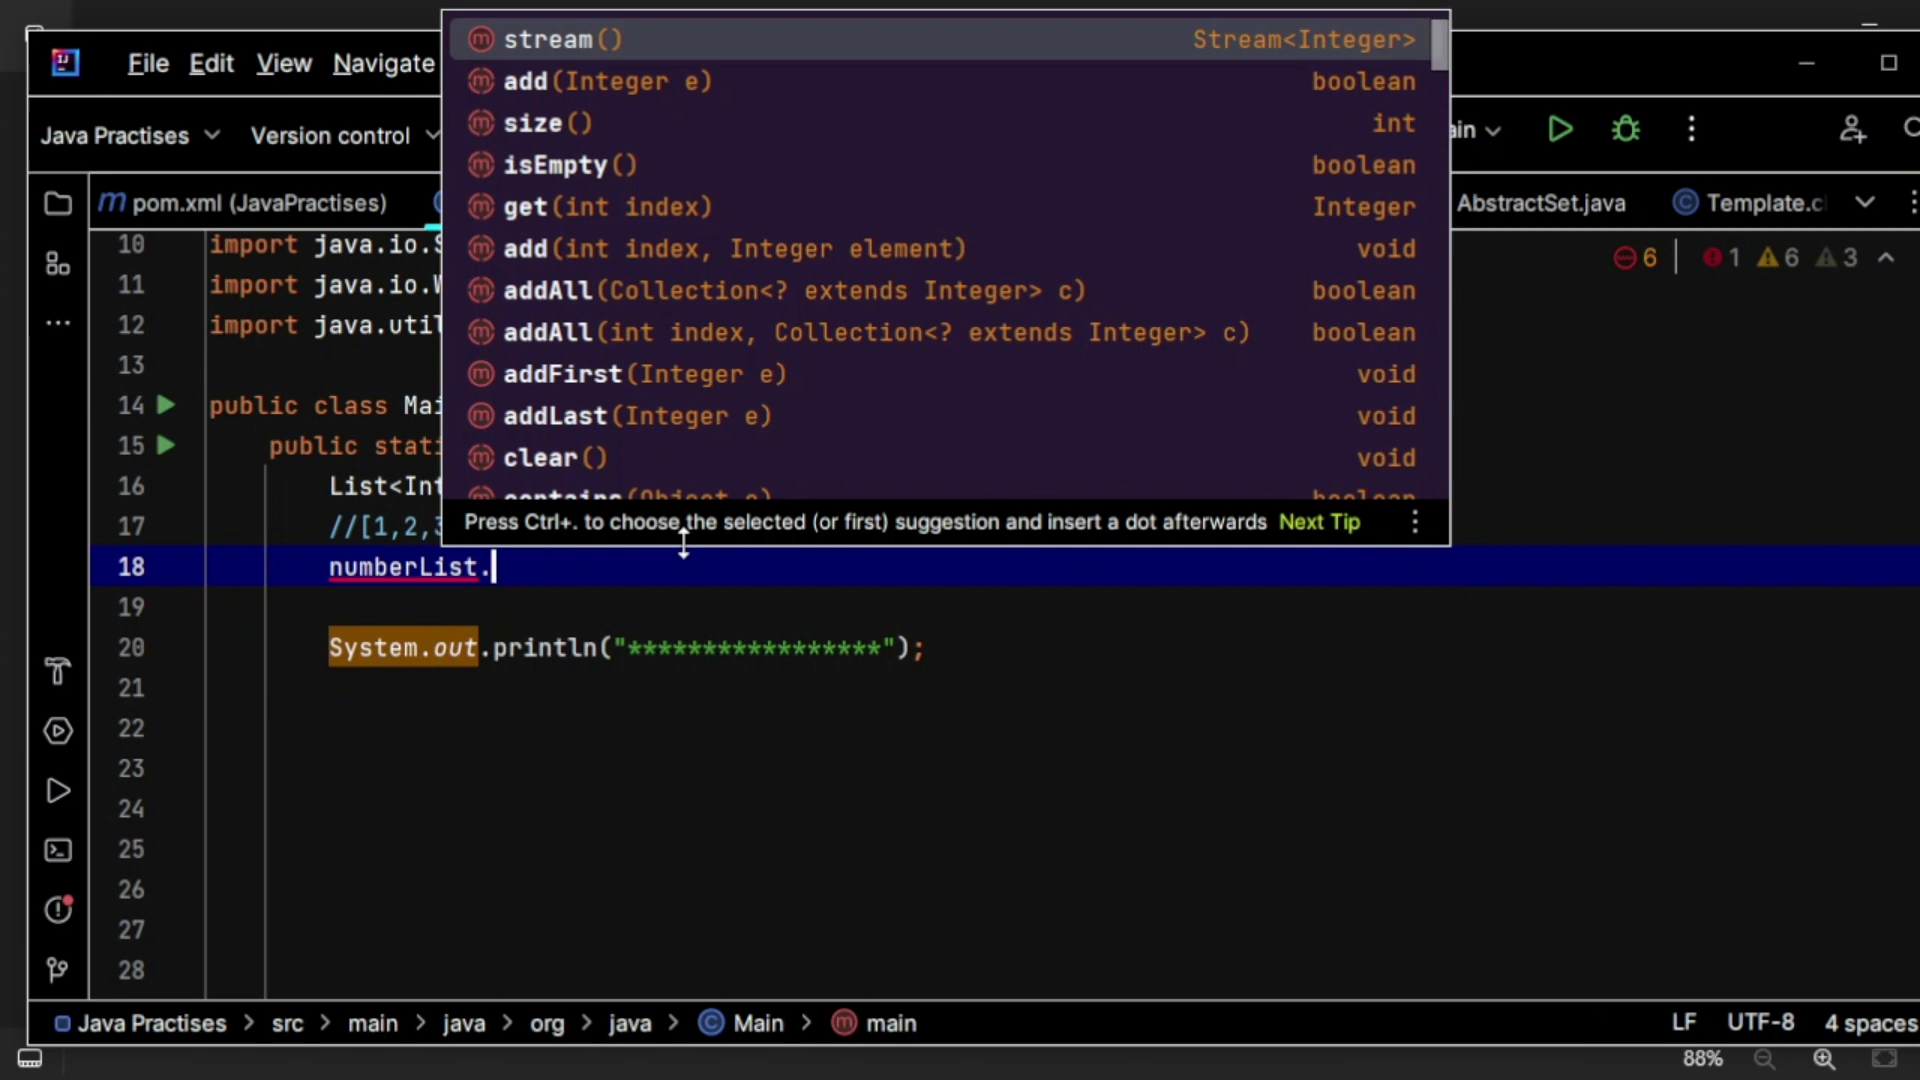 File Edit View Navigate
Java Practises Version control
pom.xml (JavaPractises) AbstractSet.java Template.c
stream() Stream<Integer>
add(Integer e) boolean
size() int
isEmpty() boolean
get(int index) Integer
add(int index, Integer element) void
addAll(Collection<? extends Integer> c) boolean
addAll(int index, Collection<? extends Integer> c) boolean
addFirst(Integer e) void
addLast(Integer e) void
clear() void
contains(Object o) boolean
Press Ctrl+. to choose the selected (or first) suggestion and insert a dot afterwards Next Tip
6 1 6 3
10 import java.io.S
11 import java.io.W
12 import java.util
13
14 public class Mai
15 public stati
16 List<Int
17 //[1,2,3
18 numberList.
19
20 System.out.println("*****************");
21
22
23
24
25
26
27
28
Java Practises > src > main > java > org > java > Main > main
LF UTF-8 4 spaces
88%